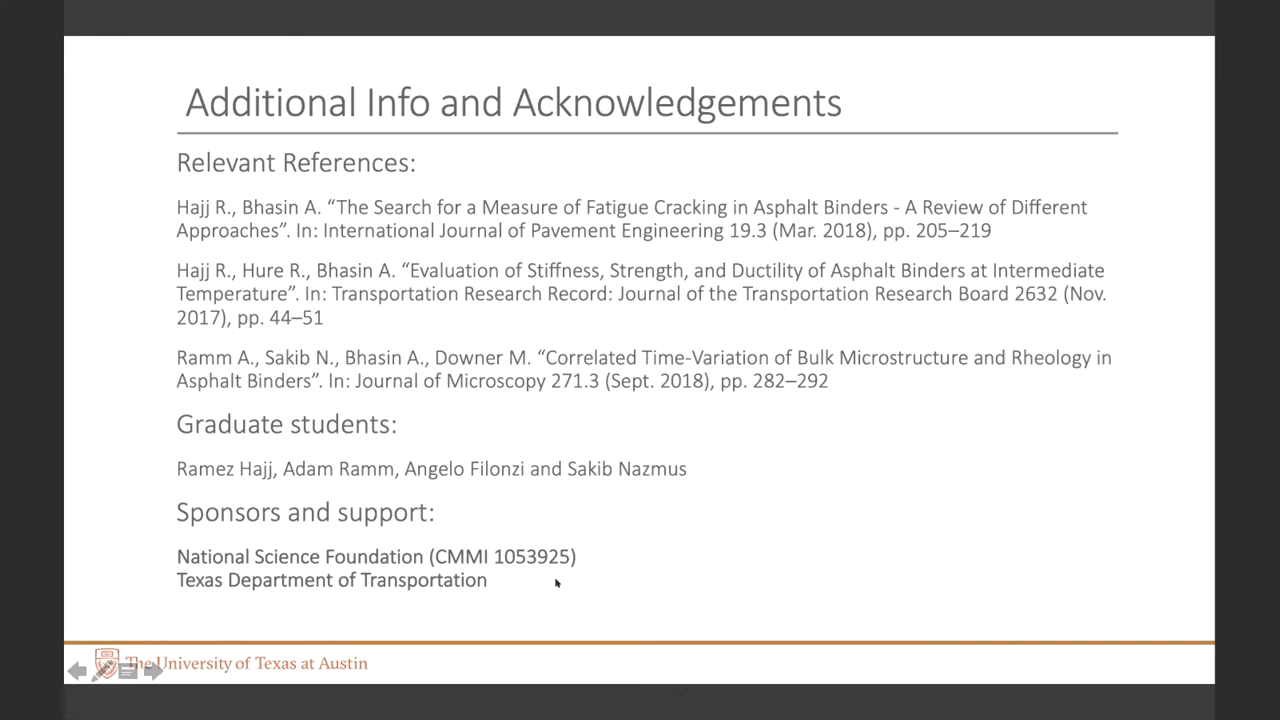 Additional Info and Acknowledgements
Relevant References:
Hajj R., Bhasin A. “The Search for a Measure of Fatigue Cracking in Asphalt Binders - A Review of Different
Approaches”. In: International Journal of Pavement Engineering 19.3 (Mar. 2018), pp. 205–219
Hajj R., Hure R., Bhasin A. “Evaluation of Stiffness, Strength, and Ductility of Asphalt Binders at Intermediate
Temperature”. In: Transportation Research Record: Journal of the Transportation Research Board 2632 (Nov.
2017), pp. 44–51
Ramm A., Sakib N., Bhasin A., Downer M. “Correlated Time-Variation of Bulk Microstructure and Rheology in
Asphalt Binders”. In: Journal of Microscopy 271.3 (Sept. 2018), pp. 282–292
Graduate students:
Ramez Hajj, Adam Ramm, Angelo Filonzi and Sakib Nazmus
Sponsors and support:
National Science Foundation (CMMI 1053925)
Texas Department of Transportation
The University of Texas at Austin